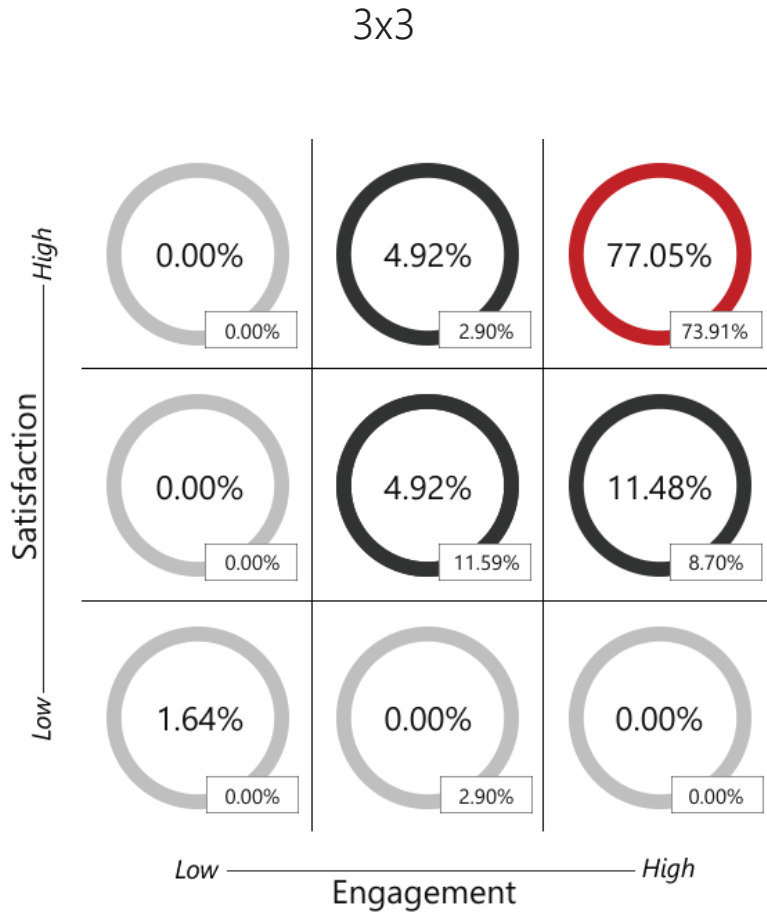 3x3
High
Satisfaction
Low
0.00%
0.00%
4.92%
2.90%
77.05%
73.91%
0.00%
0.00%
4.92%
11.59%
11.48%
8.70%
1.64%
0.00%
0.00%
2.90%
0.00%
0.00%
Low
High
Engagement